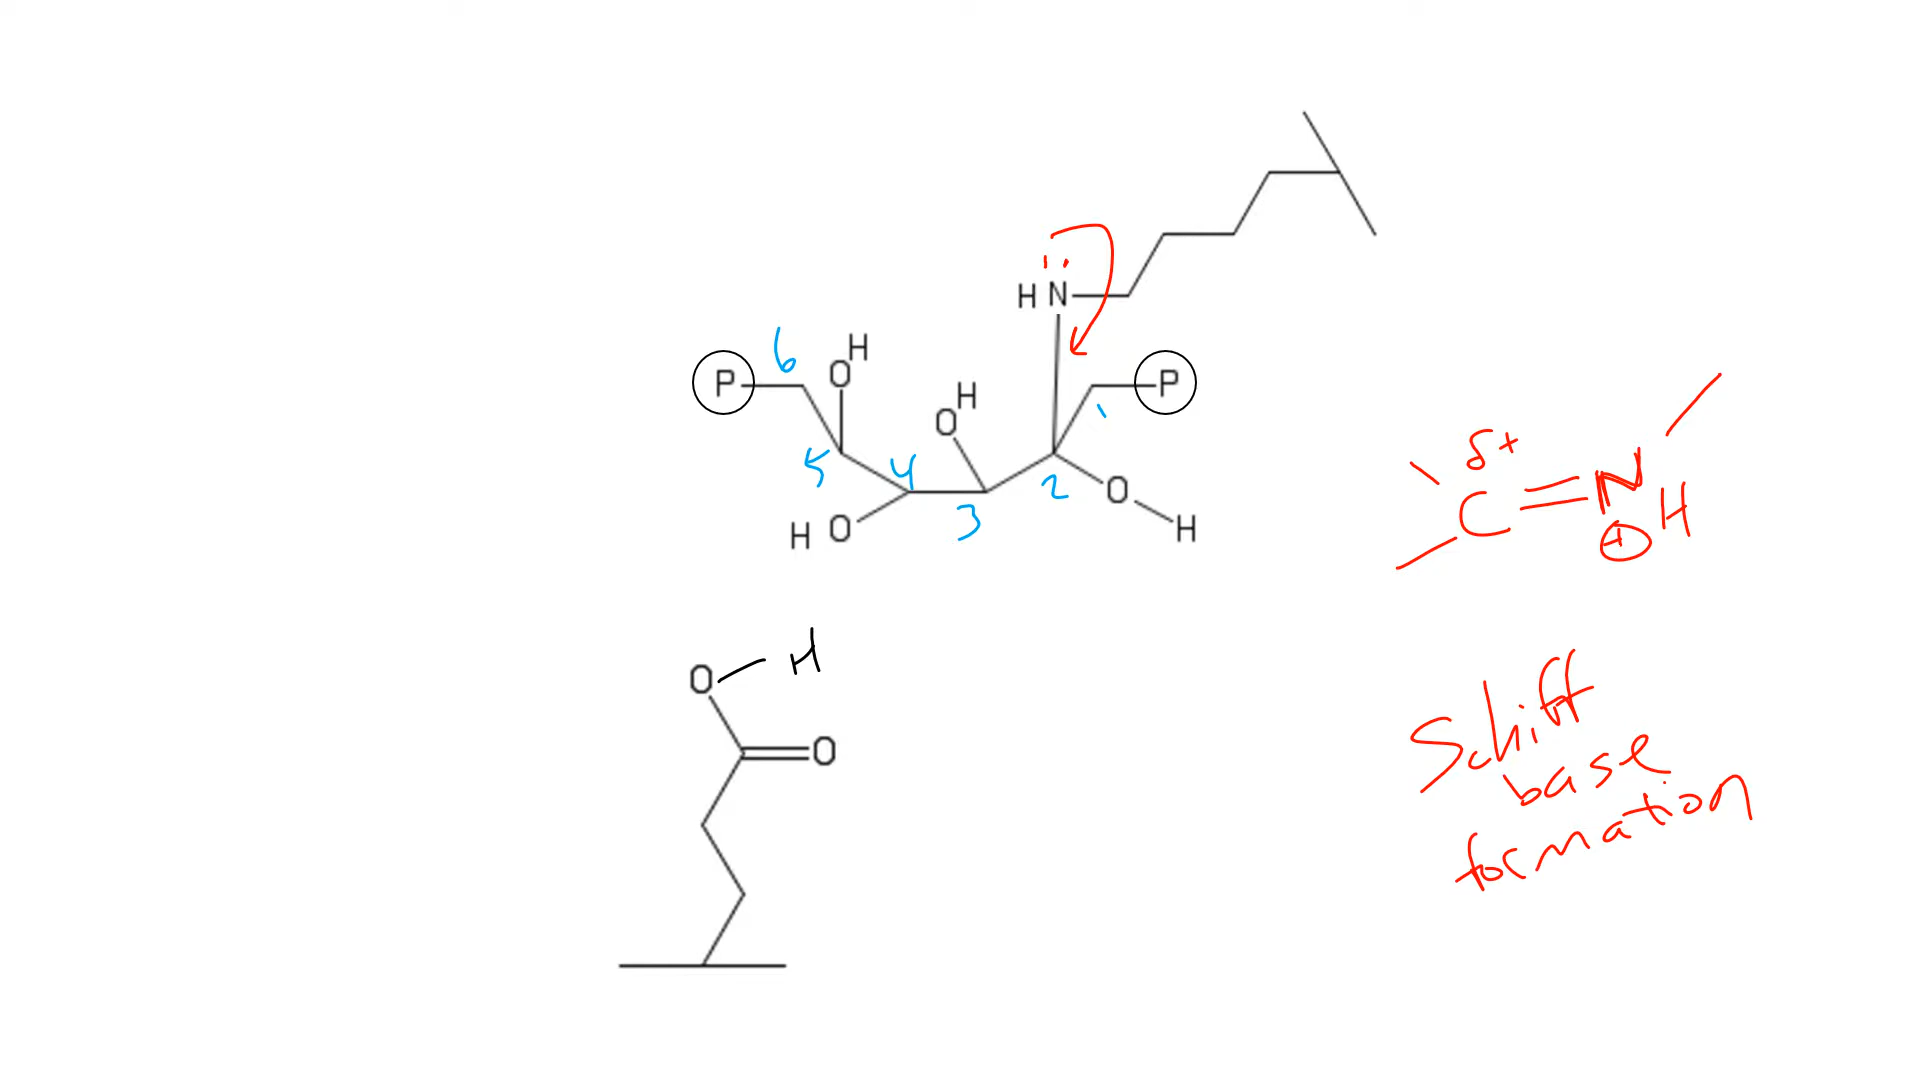 H
H N
6
O
H
P
O
H
P
1
5
4
3
2
O
H
H O
δ+
C = N H
⊕
O - H
O
Schiff
base
formation